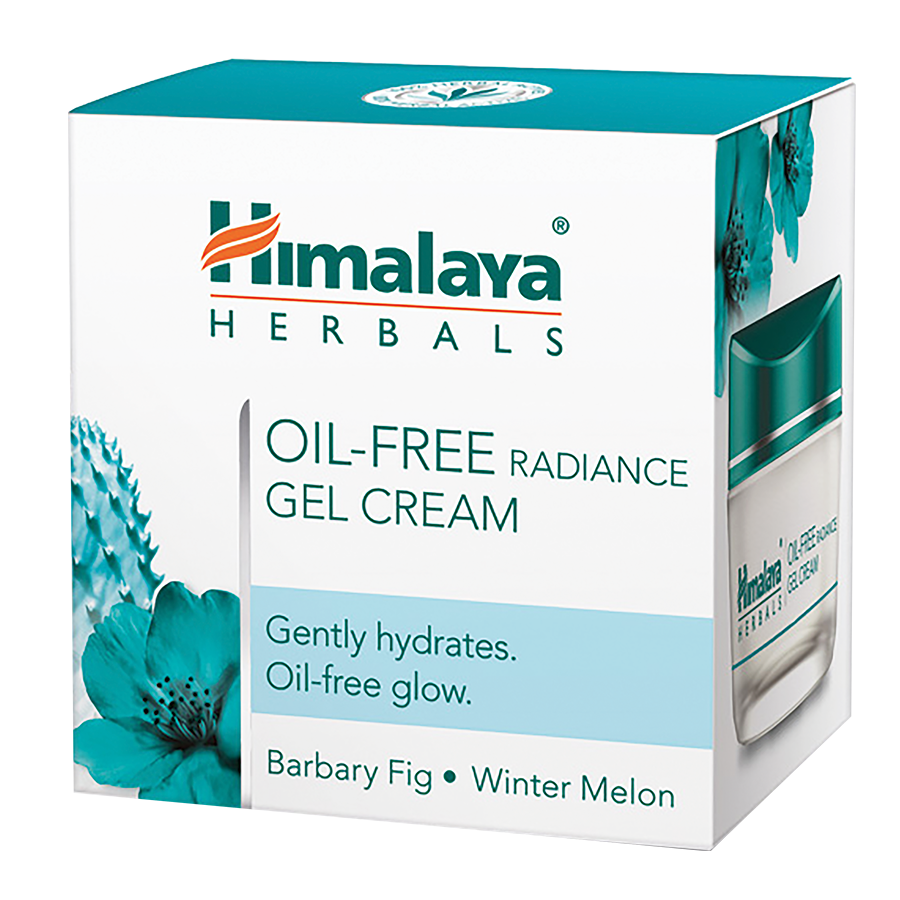 Himalaya®
HERBALS
OIL-FREE RADIANCE
GEL CREAM
Gently hydrates.
Oil-free glow.
Barbary Fig • Winter Melon
Himalaya®
HERBALS
OIL-FREE RADIANCE
GEL CREAM